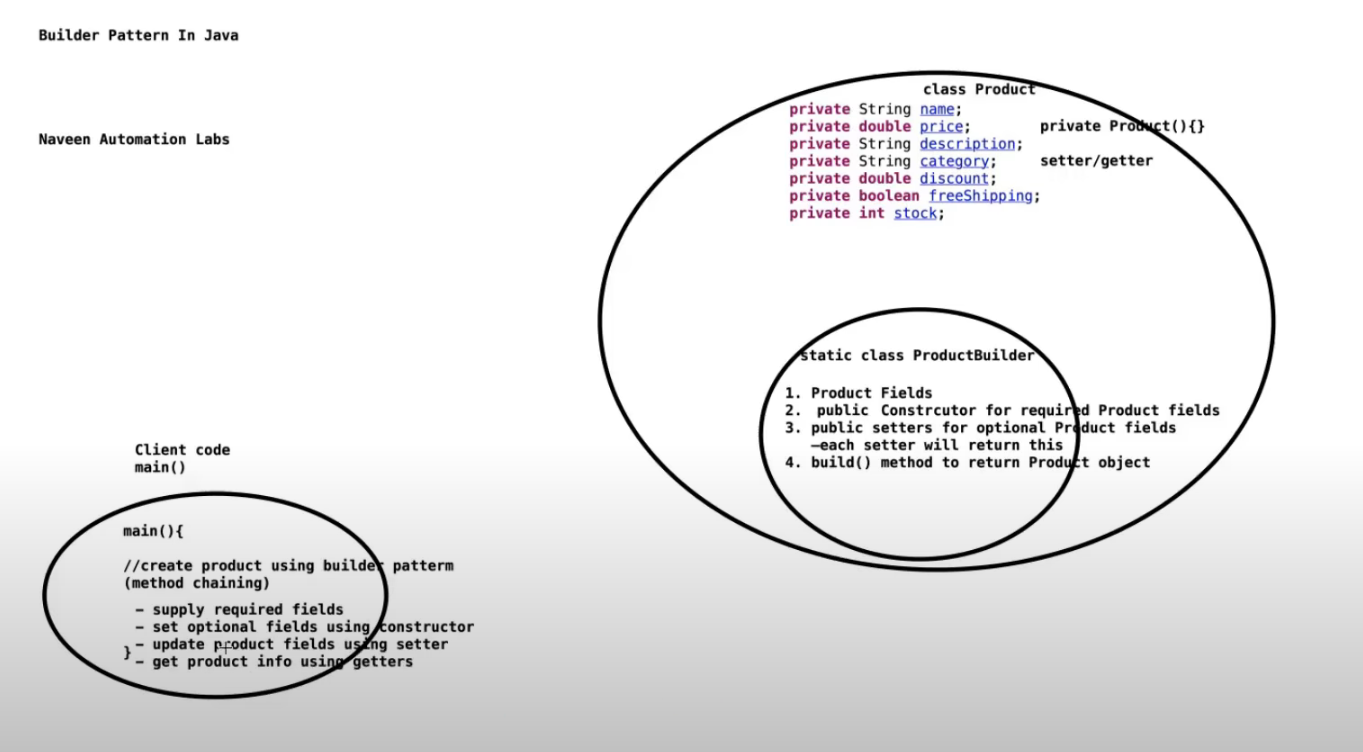 Builder Pattern In Java
Naveen Automation Labs
class Product
private String name;
private double price;
private String description;
private String category;
private double discount;
private boolean freeShipping;
private int stock;
private Product(){}
setter/getter
static class ProductBuilder
1. Product Fields
2. public Constrcutor for required Product fields
3. public setters for optional Product fields
–each setter will return this
4. build() method to return Product object
Client code
main()
main(){
//create product using builder patterm
(method chaining)
– supply required fields
– set optional fields using constructor
– update product fields using setter
}
– get product info using getters